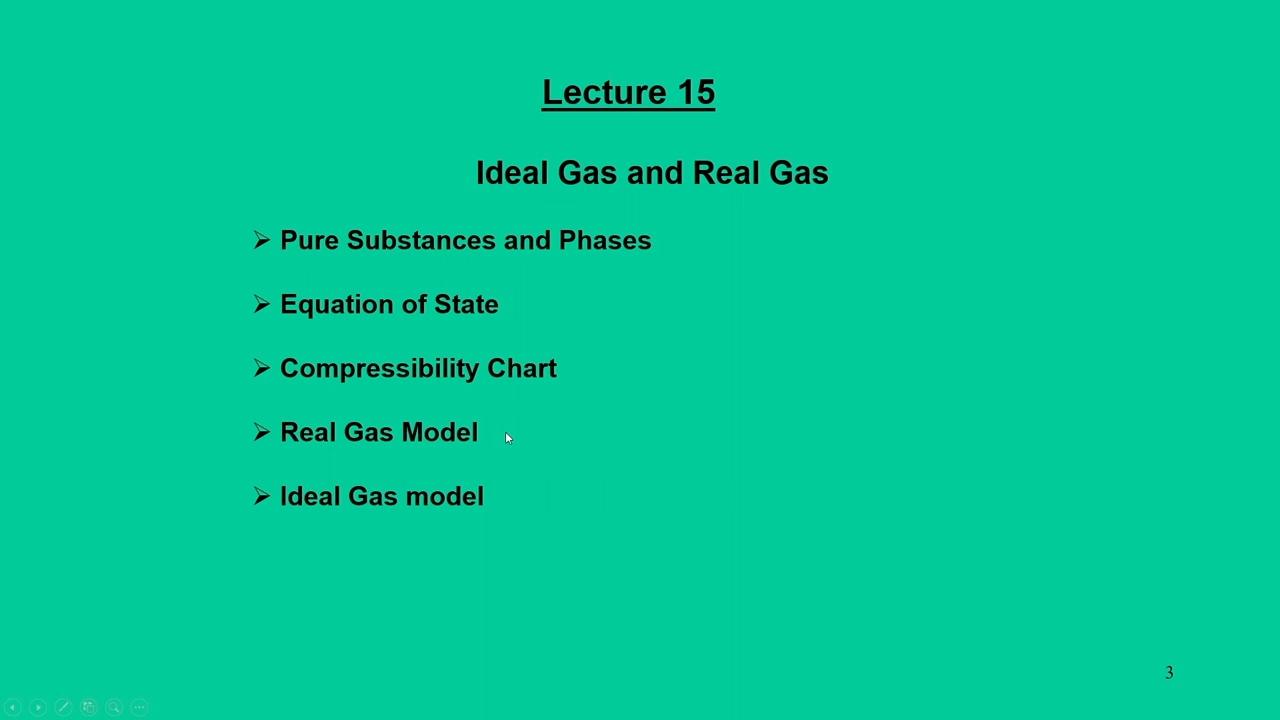 Lecture 15
Ideal Gas and Real Gas
➢ Pure Substances and Phases
➢ Equation of State
➢ Compressibility Chart
➢ Real Gas Model
➢ Ideal Gas model
3